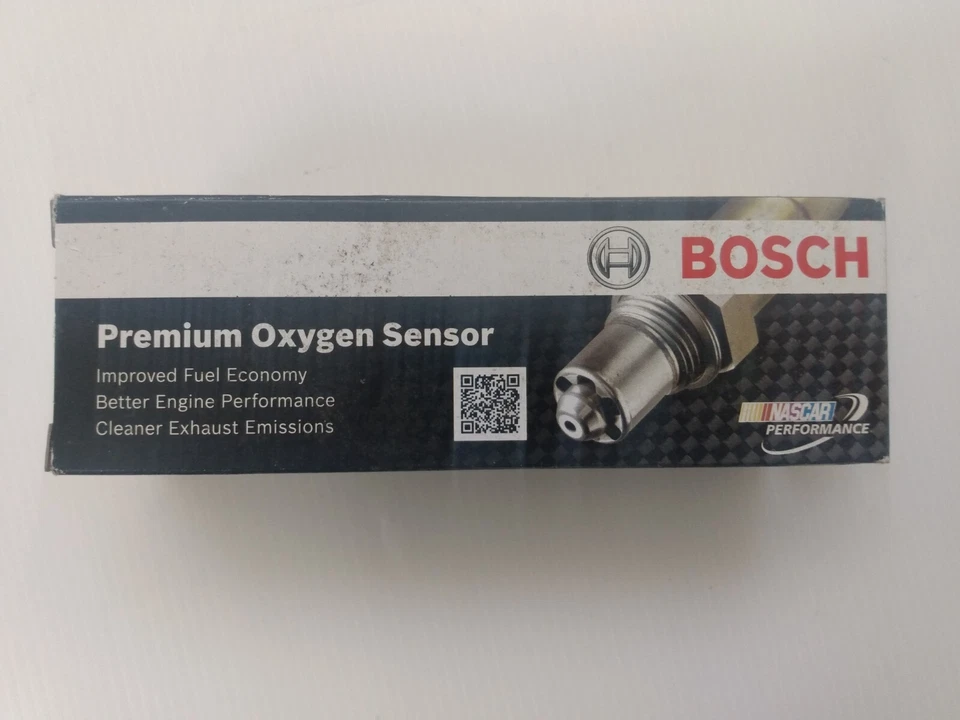 BOSCH
Premium Oxygen Sensor
Improved Fuel Economy
Better Engine Performance
Cleaner Exhaust Emissions
NASCAR
PERFORMANCE